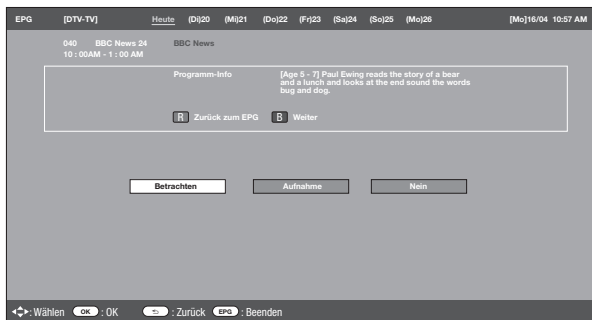 EPG [DTV-TV] Heute (Di)20 (Mi)21 (Do)22 (Fr)23 (Sa)24 (So)25 (Mo)26 [Mo]16/04 10:57 AM
040 BBC News 24 BBC News
10 : 00AM - 1 : 00 AM
Programm-Info [Age 5 - 7] Paul Ewing reads the story of a bear
and a lunch and looks at the end sound the words
bug and dog.
R Zurück zum EPG B Weiter
Betrachten Aufnahme Nein
: Wählen OK : OK : Zurück EPG : Beenden